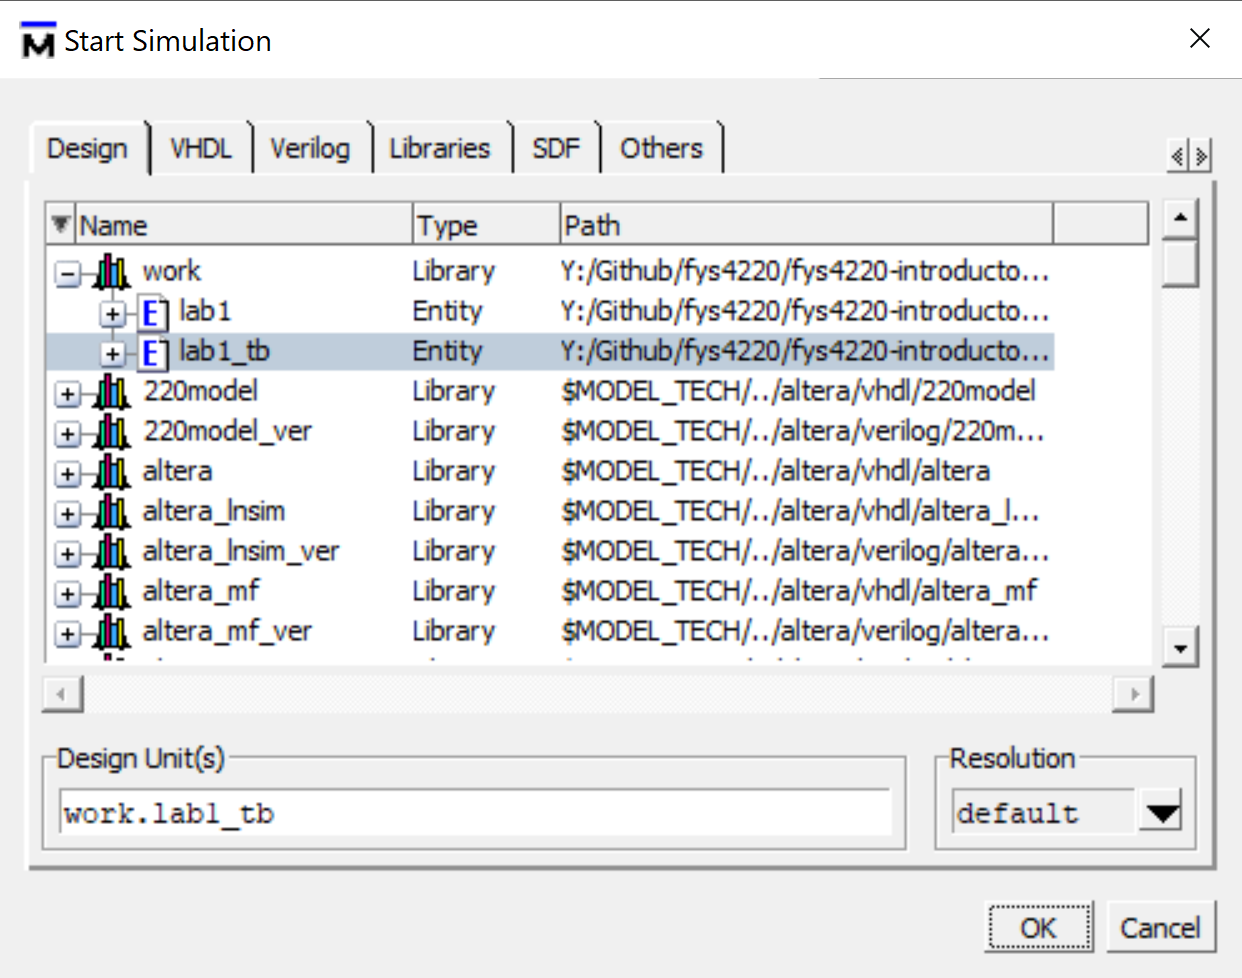 Start Simulation
Design VHDL Verilog Libraries SDF Others
Name Type Path
work Library Y:/Github/fys4220/fys4220-introducto...
lab1 Entity Y:/Github/fys4220/fys4220-introducto...
lab1_tb Entity Y:/Github/fys4220/fys4220-introducto...
220model Library $MODEL_TECH/../altera/vhdl/220model
220model_ver Library $MODEL_TECH/../altera/verilog/220m...
altera Library $MODEL_TECH/../altera/vhdl/altera
altera_lnsim Library $MODEL_TECH/../altera/vhdl/altera_l...
altera_lnsim_ver Library $MODEL_TECH/../altera/verilog/altera...
altera_mf Library $MODEL_TECH/../altera/vhdl/altera_mf
altera_mf_ver Library $MODEL_TECH/../altera/verilog/altera...
Design Unit(s) Resolution
work.lab1_tb default
OK Cancel